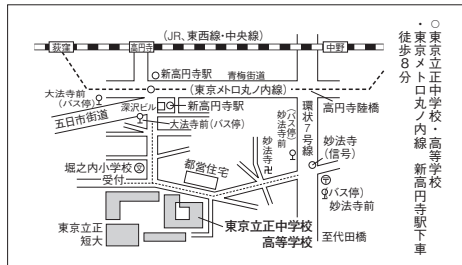 ○東京立正中学校・高等学校
・東京メトロ丸ノ内線 新高円寺駅下車
徒歩8分
(JR、東西線・中央線)
荻窪
高円寺
中野
新高円寺駅
青梅街道
(東京メトロ丸ノ内線)
大法寺前
(バス停)
深沢ビル
新高円寺駅
五日市街道
大法寺前(バス停)
高円寺陸橋
環状7号線
(バス停)
妙法寺前
妙法寺
妙法寺
(信号)
堀之内小学校
受付
都営住宅
(バス停)
妙法寺前
東京立正
短大
東京立正中学校
高等学校
至代田橋